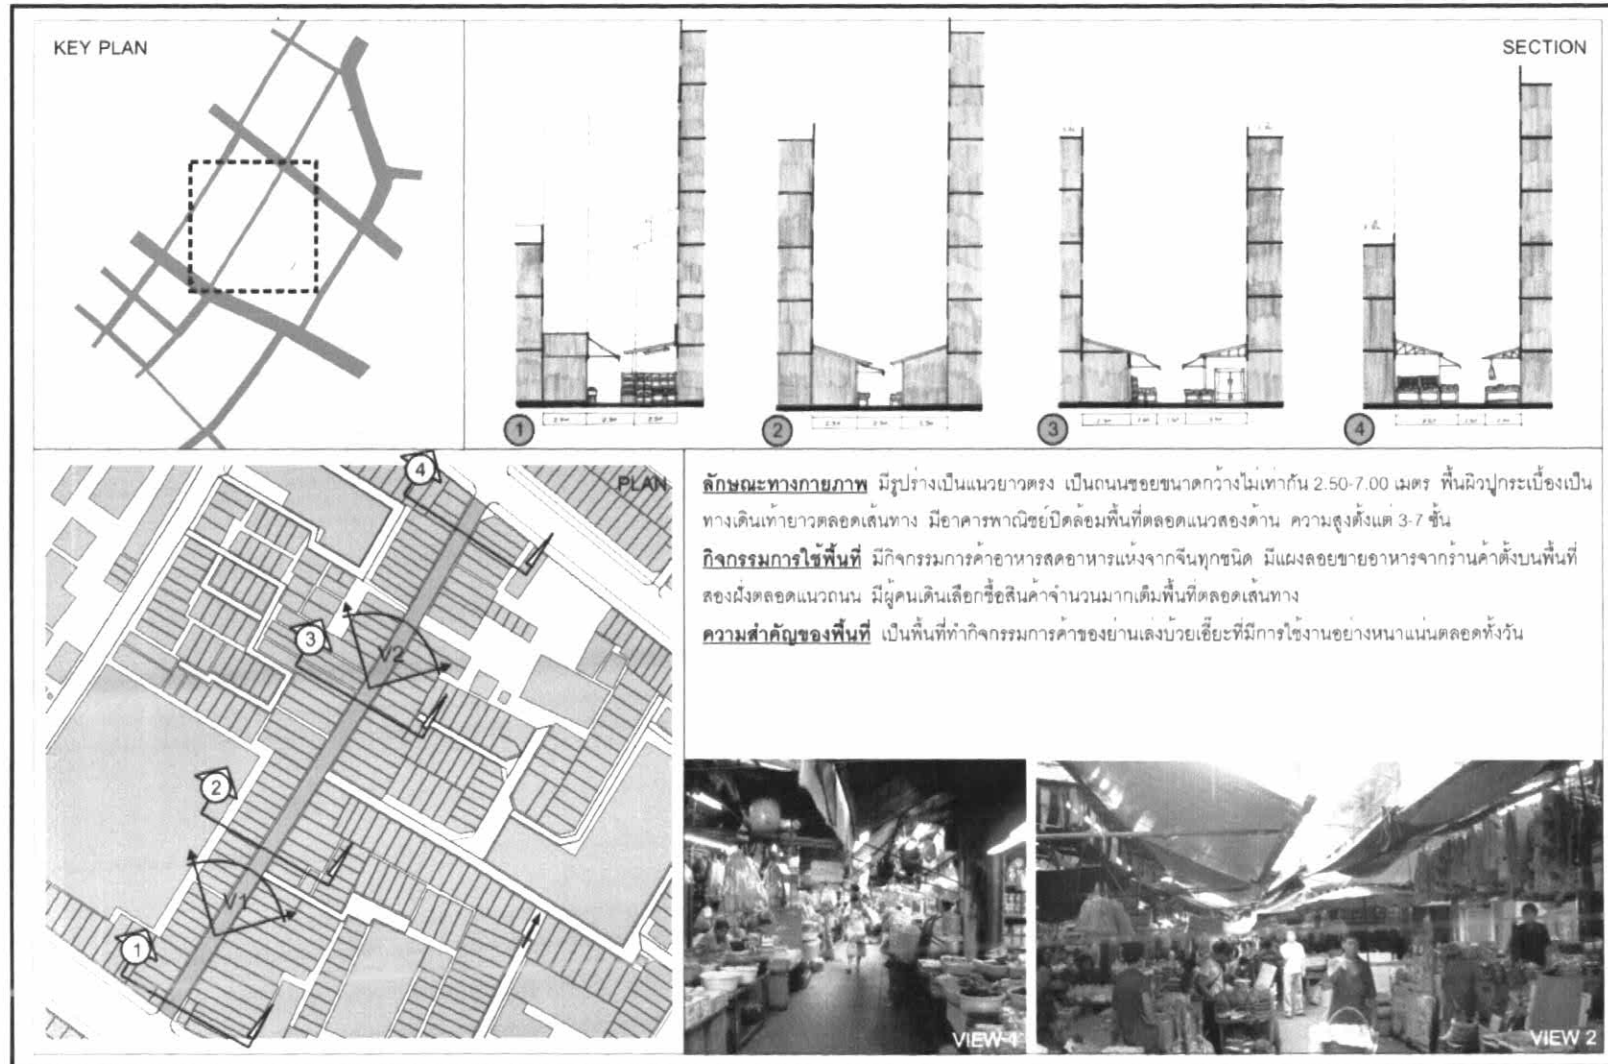 KEY PLAN
SECTION
1
2
3
4
PLAN
4
3
V2
2
V1
1
ลักษณะทางกายภาพ มีรูปร่างเป็นแนวยาวตรง เป็นถนนซอยขนาดกว้างไม่เท่ากัน 2.50-7.00 เมตร พื้นผิวปูกระเบื้องเป็น
ทางเดินเท้ายาวตลอดเส้นทาง มีอาคารพาณิชย์ปิดล้อมพื้นที่ตลอดแนวสองด้าน ความสูงตั้งแต่ 3-7 ชั้น
กิจกรรมการใช้พื้นที่ มีกิจกรรมการค้าอาหารสดอาหารแห้งจากจีนทุกชนิด มีแผงลอยขายอาหารจากร้านค้าตั้งบนพื้นที่
สองฝั่งตลอดแนวถนน มีผู้คนเดินเลือกซื้อสินค้าจำนวนมากเต็มพื้นที่ตลอดเส้นทาง
ความสำคัญของพื้นที่ เป็นพื้นที่ทำกิจกรรมการค้าของย่านเล่งบ๊วยเอี๊ยะที่มีการใช้งานอย่างหนาแน่นตลอดทั้งวัน
VIEW 1
VIEW 2